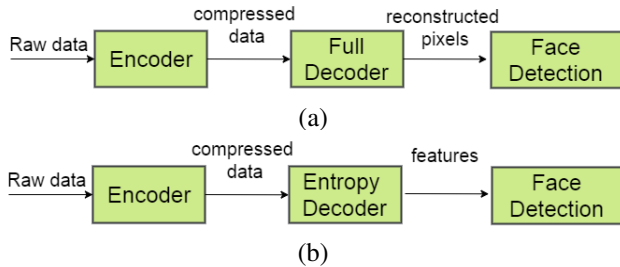 compressed
data
reconstructed
pixels
Raw data
Encoder
Full
Decoder
Face
Detection
(a)
compressed
data
features
Raw data
Encoder
Entropy
Decoder
Face
Detection
(b)